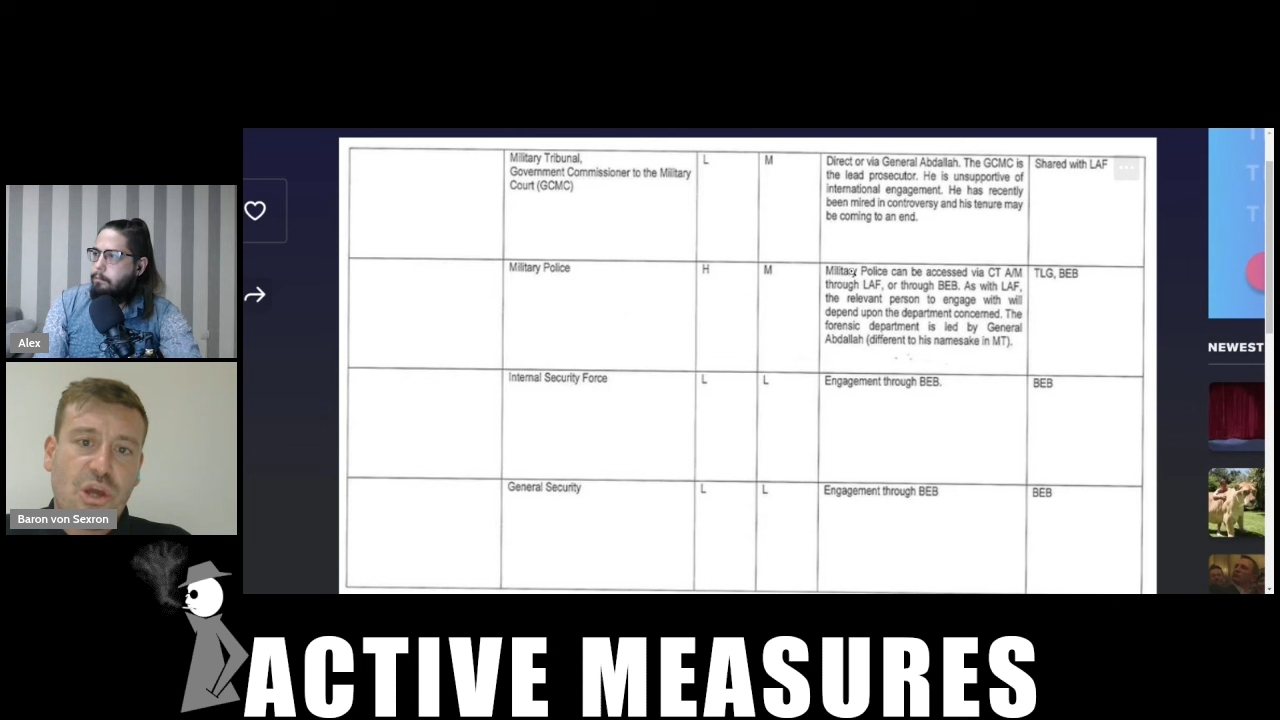 Military Tribunal,
Government Commissioner to the Military
Court (GCMC)
L
M
Direct or via General Abdallah. The GCMC is
the lead prosecutor. He is unsupportive of
international engagement. He has recently
been mired in controversy and his tenure may
be coming to an end.
Shared with LAF
Military Police
H
M
Military Police can be accessed via CT A/M
through LAF, or through BEB. As with LAF,
the relevant person to engage with will
depend upon the department concerned. The
forensic department is led by General
Abdallah (different to his namesake in MT).
TLG, BEB
Internal Security Force
L
L
Engagement through BEB.
BEB
General Security
L
L
Engagement through BEB
BEB
T
T
T
NEWEST
Alex
Baron von Sexron
ACTIVE MEASURES